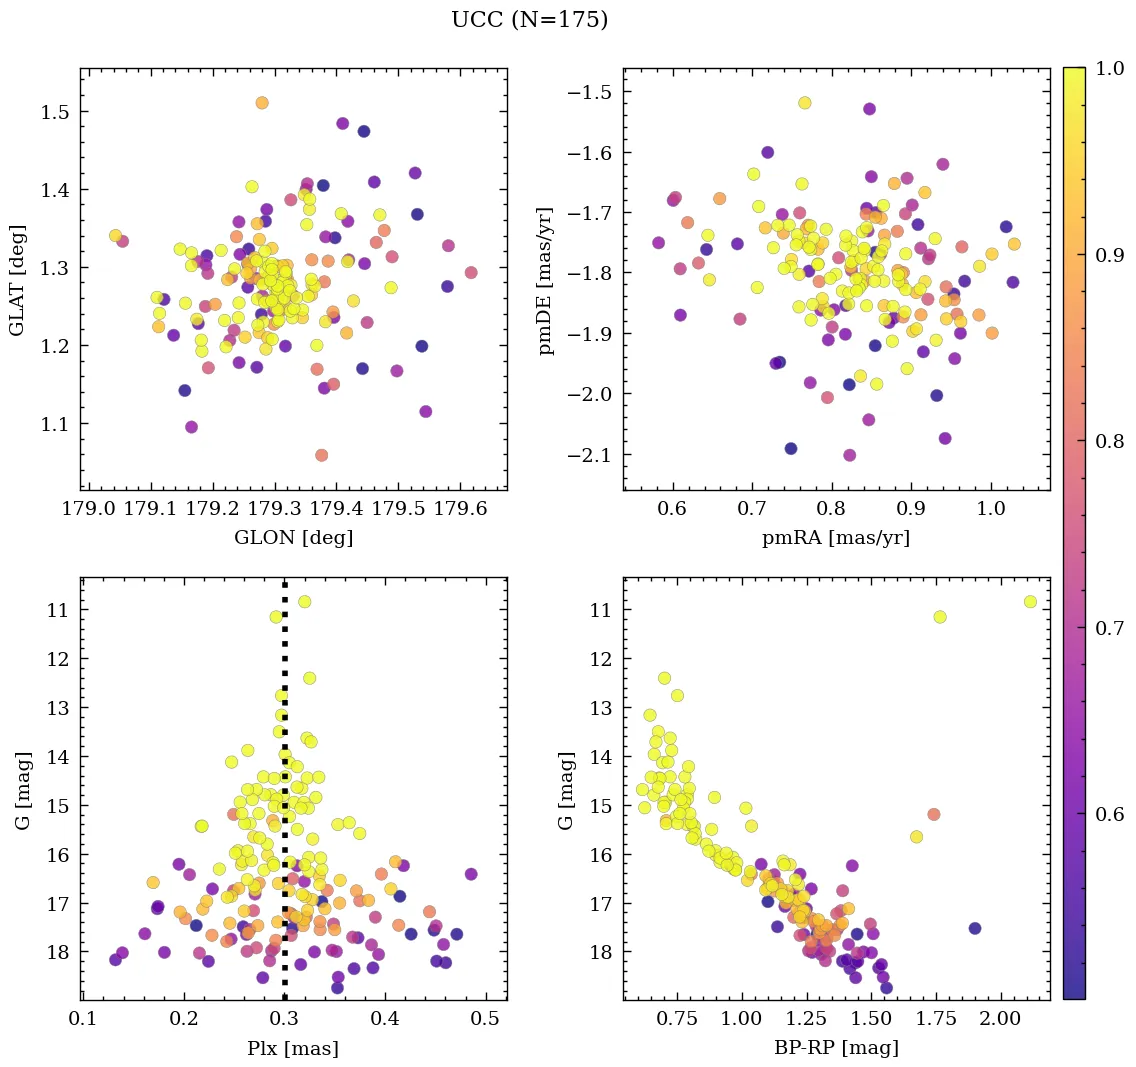 UCC (N=175)
1.5
1.4
1.3
1.2
1.1
GLAT [deg]
179.0 179.1 179.2 179.3 179.4 179.5 179.6
GLON [deg]
−1.5
−1.6
−1.7
−1.8
−1.9
−2.0
−2.1
pmDE [mas/yr]
0.6 0.7 0.8 0.9 1.0
pmRA [mas/yr]
1.0
0.9
0.8
0.7
0.6
11
12
13
14
15
16
17
18
G [mag]
0.1 0.2 0.3 0.4 0.5
Plx [mas]
11
12
13
14
15
16
17
18
G [mag]
0.75 1.00 1.25 1.50 1.75 2.00
BP-RP [mag]